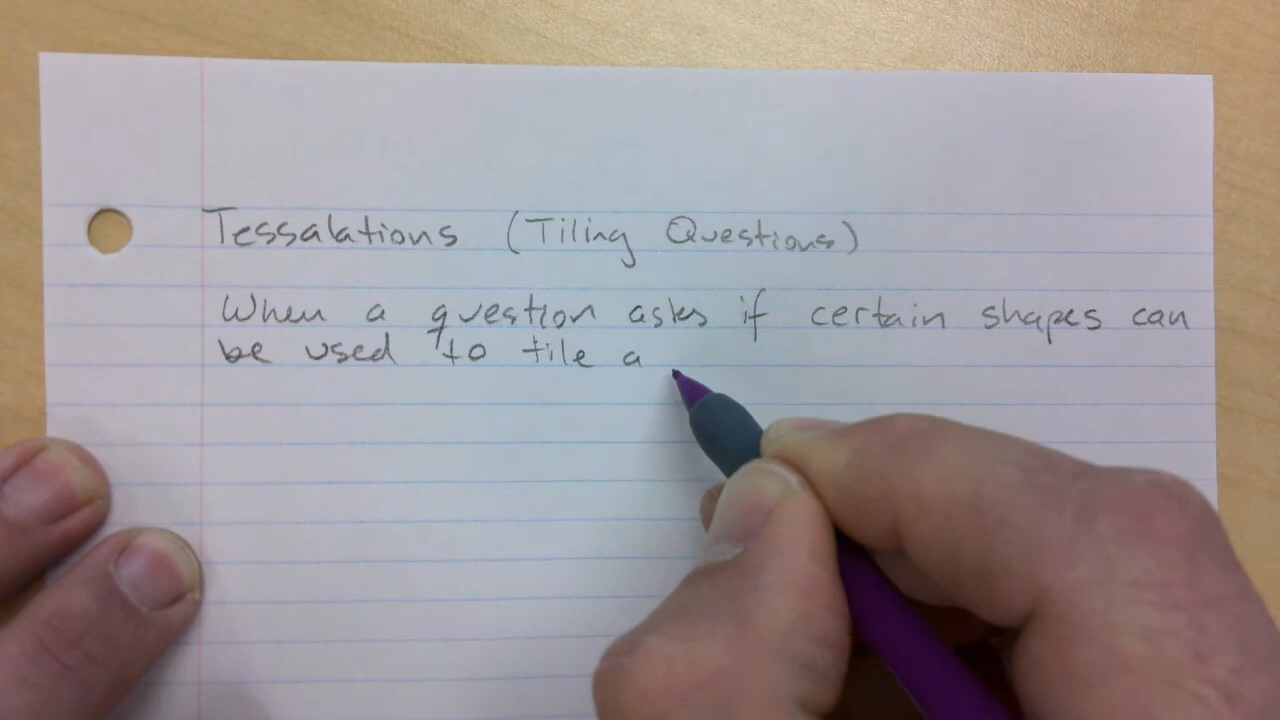 Tessalations (Tiling Questions)
When a question asks if certain shapes can
be used to tile a